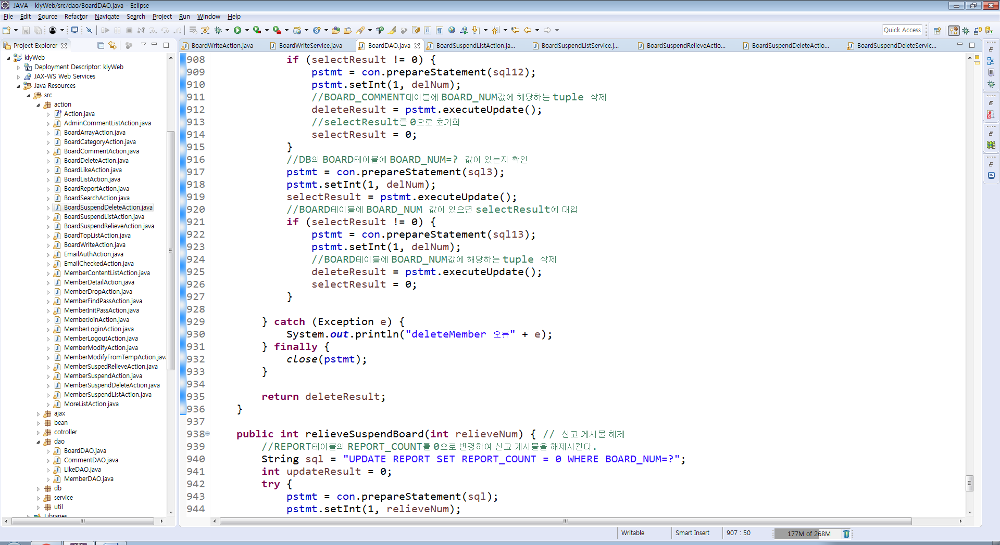 JAVA - klyWeb/src/dao/BoardDAO.java - Eclipse
File Edit Source Refactor Navigate Search Project Run Window Help
Quick Access
Project Explorer
BoardWriteAction.java
BoardWriteService.java
BoardDAO.java
BoardSuspendListAction.ja...
BoardSuspendListService.j...
BoardSuspendRelieveActio...
BoardSuspendDeleteActio...
BoardSuspendDeleteServic...
klyWeb
Deployment Descriptor: klyWeb
JAX-WS Web Services
Java Resources
src
action
Action.java
AdminCommentListAction.java
BoardArrayAction.java
BoardCategoryAction.java
BoardCommentAction.java
BoardDeleteAction.java
BoardLikeAction.java
BoardListAction.java
BoardReportAction.java
BoardSearchAction.java
BoardSuspendDeleteAction.java
BoardSuspendListAction.java
BoardSuspendRelieveAction.java
BoardTopListAction.java
BoardWriteAction.java
EmailAuthAction.java
EmailCheckedAction.java
MemberContentListAction.java
MemberDetailAction.java
MemberDropAction.java
MemberFindPassAction.java
MemberInitPassAction.java
MemberJoinAction.java
MemberLoginAction.java
MemberLogoutAction.java
MemberModifyAction.java
MemberModifyFromTempAction.java
MemberSuspedRelieveAction.java
MemberSuspendAction.java
MemberSuspendDeleteAction.java
MemberSuspendListAction.java
MoreListAction.java
ajax
bean
cotroller
dao
BoardDAO.java
CommentDAO.java
LikeDAO.java
MemberDAO.java
db
service
util
Libraries
908 if (selectResult != 0) {
909 pstmt = con.prepareStatement(sql12);
910 pstmt.setInt(1, delNum);
911 //BOARD_COMMENT테이블에 BOARD_NUM값에 해당하는 tuple 삭제
912 deleteResult = pstmt.executeUpdate();
913 //selectResult를 0으로 초기화
914 selectResult = 0;
915 }
916 //DB의 BOARD테이블에 BOARD_NUM=? 값이 있는지 확인
917 pstmt = con.prepareStatement(sql3);
918 pstmt.setInt(1, delNum);
919 selectResult = pstmt.executeUpdate();
920 //BOARD테이블에 BOARD_NUM 값이 있으면 selectResult에 대입
921 if (selectResult != 0) {
922 pstmt = con.prepareStatement(sql13);
923 pstmt.setInt(1, delNum);
924 //BOARD테이블에 BOARD_NUM값에 해당하는 tuple 삭제
925 deleteResult = pstmt.executeUpdate();
926 selectResult = 0;
927 }
928
929 } catch (Exception e) {
930 System.out.println("deleteMember 오류" + e);
931 } finally {
932 close(pstmt);
933 }
934
935 return deleteResult;
936 }
937
938 public int relieveSuspendBoard(int relieveNum) { // 신고 게시물 해제
939 //REPORT테이블의 REPORT_COUNT를 0으로 변경하여 신고 게시물을 해제시킨다.
940 String sql = "UPDATE REPORT SET REPORT_COUNT = 0 WHERE BOARD_NUM=?";
941 int updateResult = 0;
942 try {
943 pstmt = con.prepareStatement(sql);
944 pstmt.setInt(1, relieveNum);
Writable
Smart Insert
907 : 50
177M of 268M